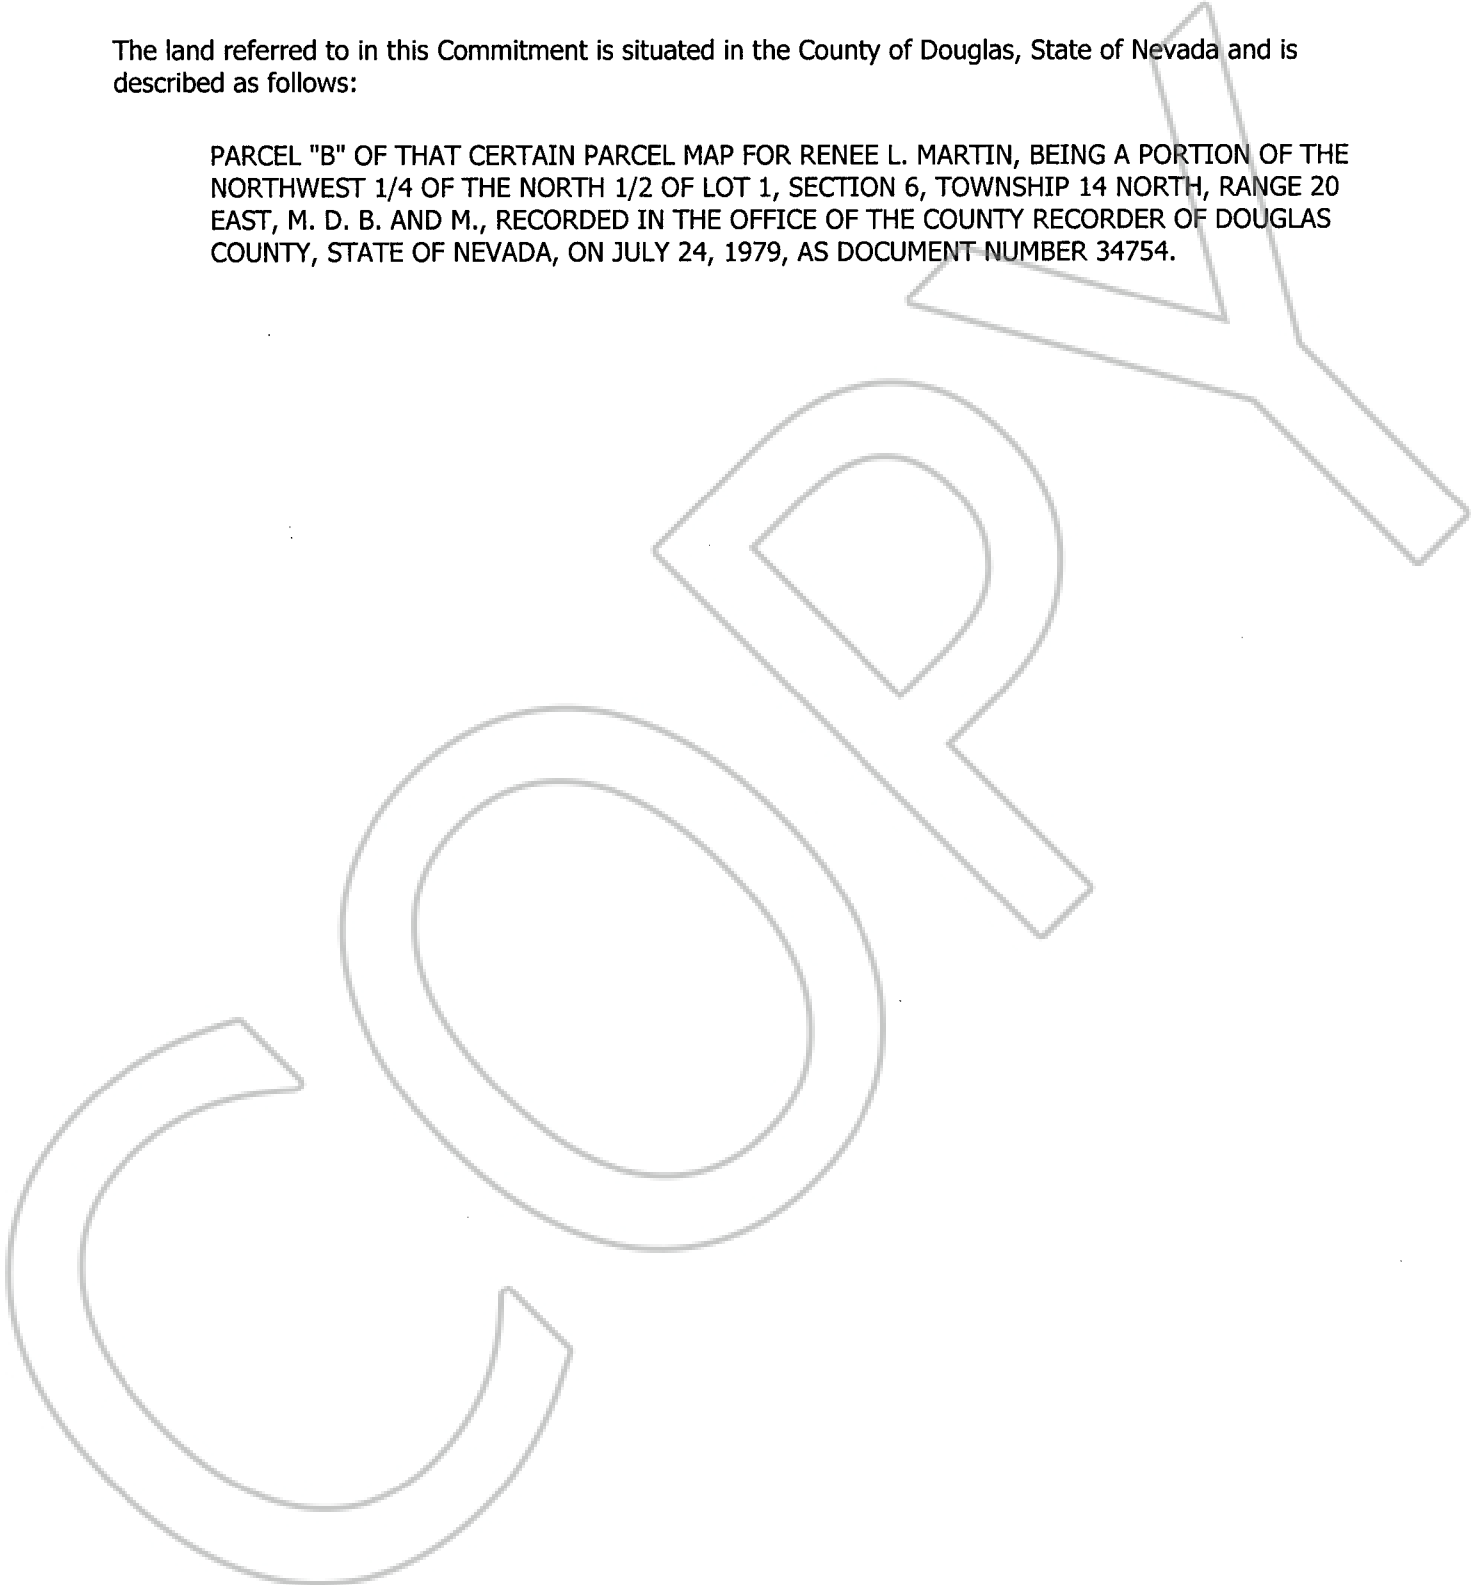 The land referred to in this Commitment is situated in the County of Douglas, State of Nevada and is
described as follows:
PARCEL "B" OF THAT CERTAIN PARCEL MAP FOR RENEE L. MARTIN, BEING A PORTION OF THE
NORTHWEST 1/4 OF THE NORTH 1/2 OF LOT 1, SECTION 6, TOWNSHIP 14 NORTH, RANGE 20
EAST, M. D. B. AND M., RECORDED IN THE OFFICE OF THE COUNTY RECORDER OF DOUGLAS
COUNTY, STATE OF NEVADA, ON JULY 24, 1979, AS DOCUMENT NUMBER 34754.
COPY